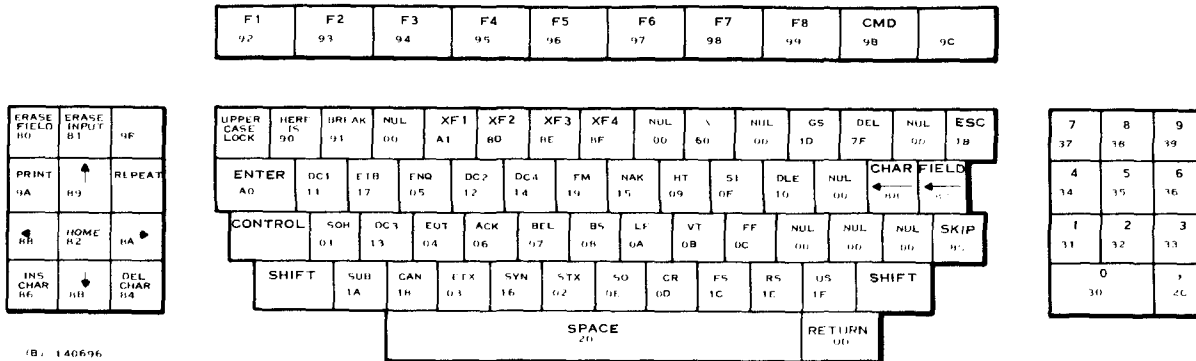 F1 F2 F3 F4 F5 F6 F7 F8 CMD
92 93 94 95 96 97 98 99 9B 9C
ERASE FIELD 80 ERASE INPUT 81 9F
PRINT 9A 89 REPEAT
8B HOME 82 8A
INS CHAR 86 8B DEL CHAR 84
UPPER CASE LOCK HERE IS 90 BREAK 91 NUL 00 XF1 A1 XF2 8D XF3 8E XF4 8F NUL 00 \ 60 NUL 00 GS 1D DEL 7F NUL 00 ESC 1B
ENTER A0 DC1 11 ETB 17 ENQ 05 DC2 12 DC4 14 EM 19 NAK 15 HT 09 SI 0F DLE 10 NUL 00 CHAR FIELD
CONTROL SOH 01 DC3 13 EOT 04 ACK 06 BEL 07 BS 08 LF 0A VT 0B FF 0C NUL 00 NUL 00 NUL 00 SKIP
SHIFT SUB 1A CAN 18 ETX 03 SYN 16 STX 02 SO 0E CR 0D FS 1C RS 1E US 1F SHIFT
SPACE 20 RETURN 0D
7 8 9
37 38 39
4 5 6
34 35 36
1 2 3
31 32 33
0 ,
30 2C
(B) 140696